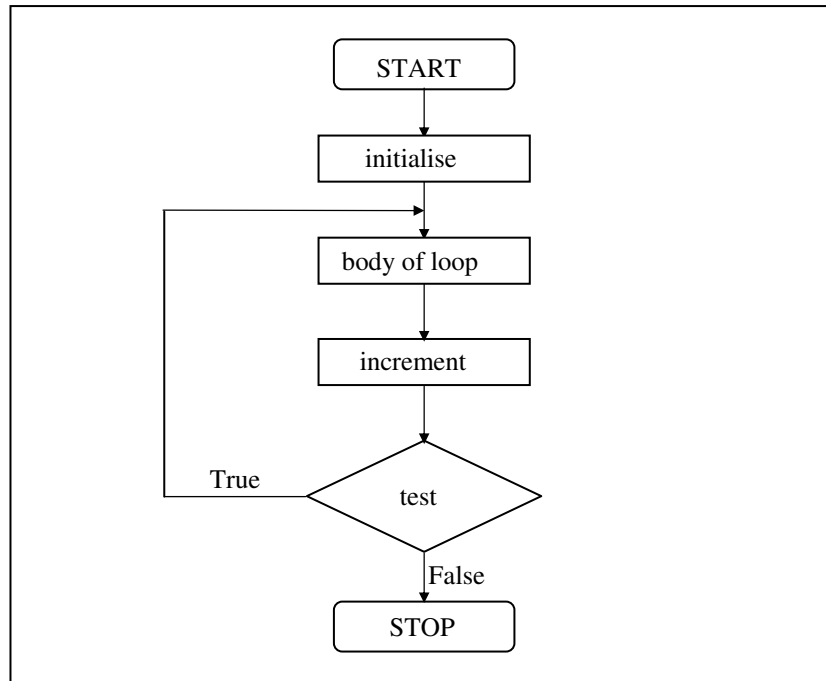 START
initialise
body of loop
increment
True
test
False
STOP